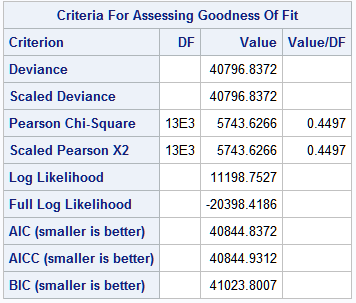 Criteria For Assessing Goodness Of Fit
Criterion DF Value Value/DF
Deviance 40796.8372
Scaled Deviance 40796.8372
Pearson Chi-Square 13E3 5743.6266 0.4497
Scaled Pearson X2 13E3 5743.6266 0.4497
Log Likelihood 11198.7527
Full Log Likelihood -20398.4186
AIC (smaller is better) 40844.8372
AICC (smaller is better) 40844.9312
BIC (smaller is better) 41023.8007